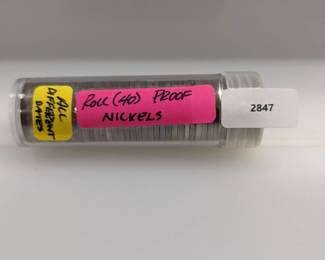 ALL
DIFFERENT
DATES
ROLL (40) PROOF
NICKELS
2847